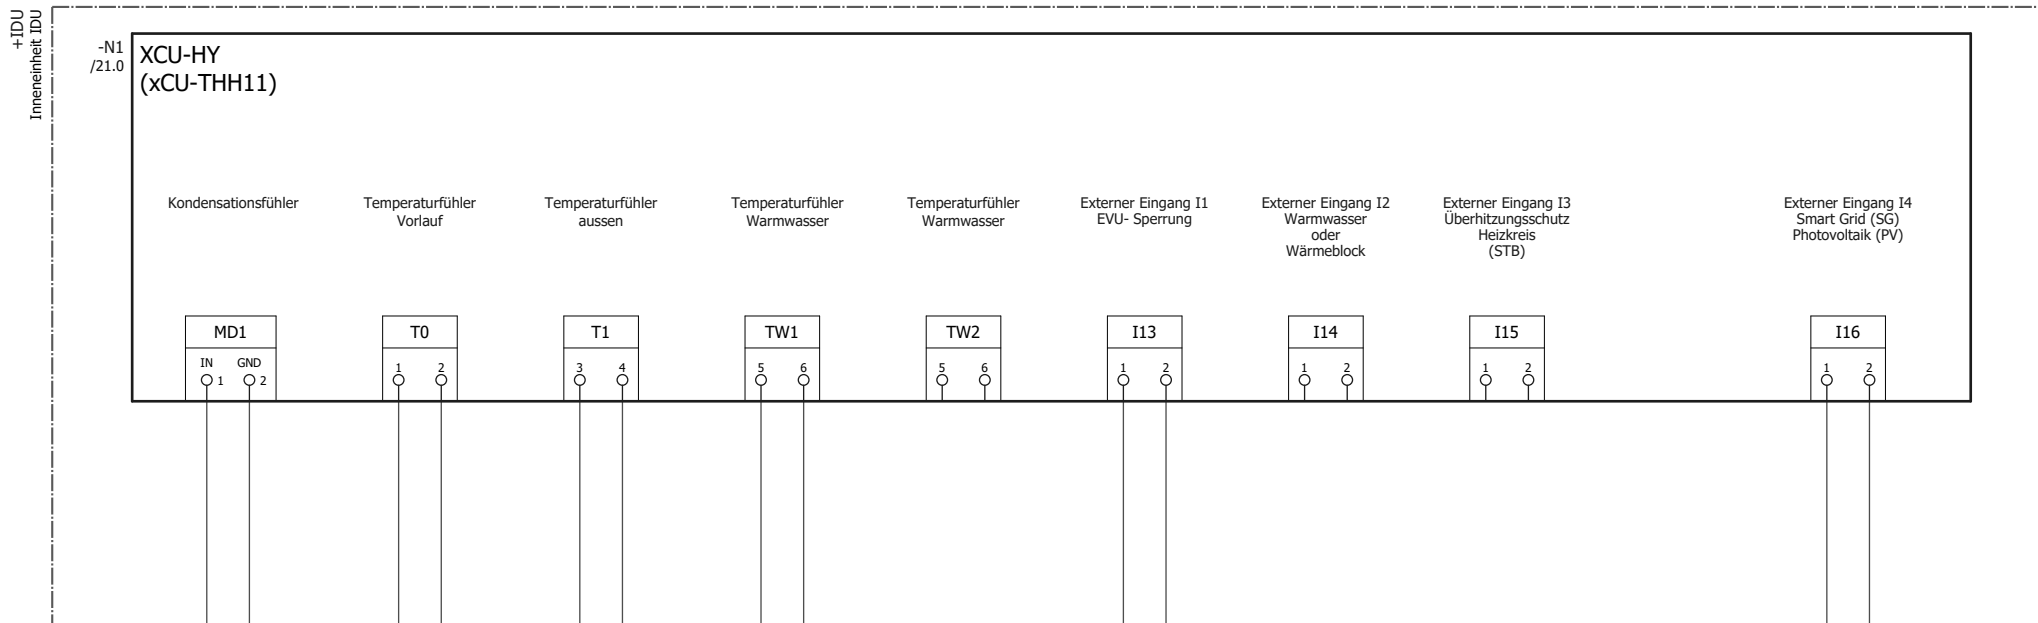 +IDU
Inneneinheit IDU
-N1
/21.0
XCU-HY
(xCU-THH11)
Kondensationsfühler
Temperaturfühler
Vorlauf
Temperaturfühler
aussen
Temperaturfühler
Warmwasser
Temperaturfühler
Warmwasser
Externer Eingang I1
EVU- Sperrung
Externer Eingang I2
Warmwasser
oder
Wärmeblock
Externer Eingang I3
Überhitzungsschutz
Heizkreis
(STB)
Externer Eingang I4
Smart Grid (SG)
Photovoltaik (PV)
MD1
IN GND
1 2
T0
1 2
T1
3 4
TW1
5 6
TW2
5 6
I13
1 2
I14
1 2
I15
1 2
I16
1 2